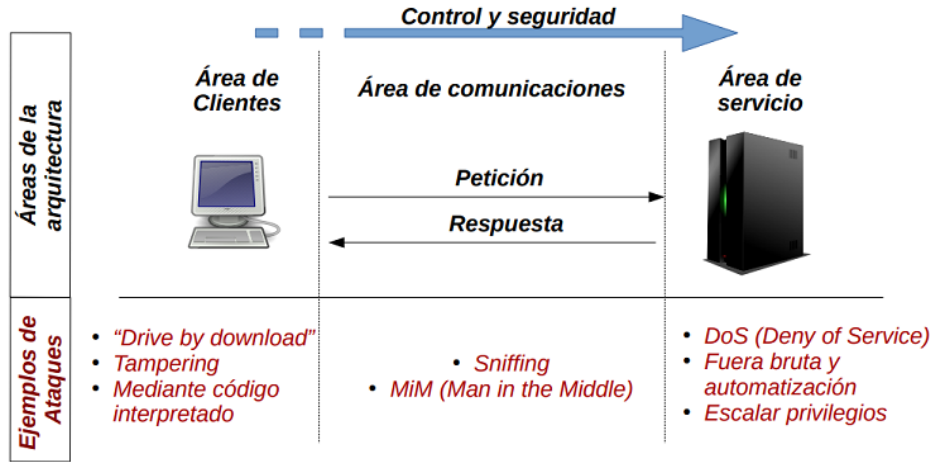 Control y seguridad
Áreas de la
arquitectura
Área de
Clientes
Área de comunicaciones
Área de
servicio
Petición
Respuesta
Ejemplos de
Ataques
• “Drive by download”
• Tampering
• Mediante código
interpretado
• Sniffing
• MiM (Man in the Middle)
• DoS (Deny of Service)
• Fuera bruta y
automatización
• Escalar privilegios